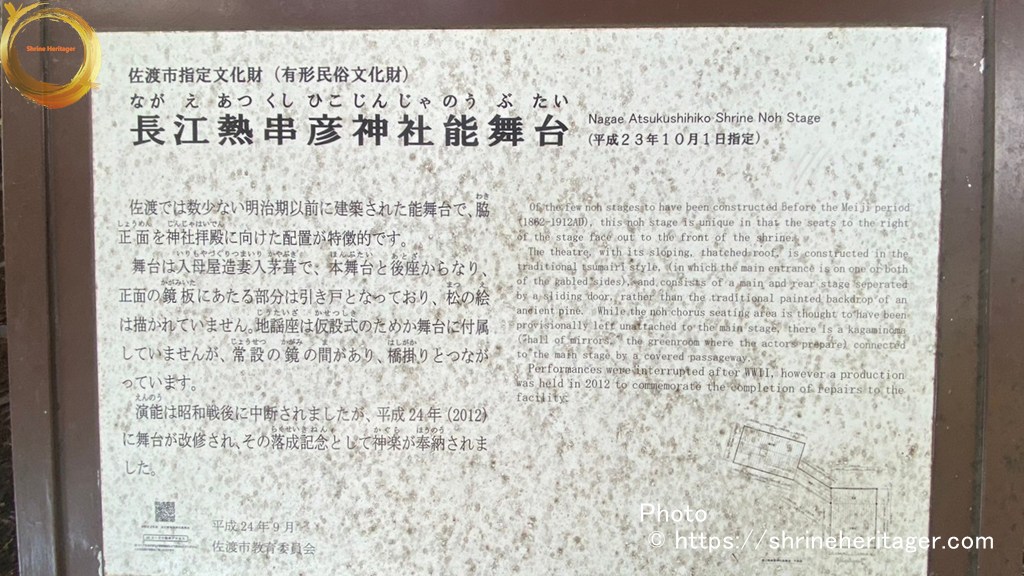 Shrine Heritager
佐渡市指定文化財（有形民俗文化財）
ながえあつくしひこじんじゃのうぶたい
長江熱串彦神社能舞台
Nagae Atsukushihiko Shrine Noh Stage
(平成２３年１０月１日指定)
佐渡では数少ない明治期以前に建築された能舞台で、脇
正面を神社拝殿に向けた配置が特徴的です。
舞台は入母屋造妻入茅葺で、本舞台と後座からなり、
正面の鏡板にあたる部分は引き戸となっており、松の絵
は描かれていません。地謡座は仮設式のためか舞台に付属
していませんが、常設の鏡の間があり、橋掛りとつなが
っています。
演能は昭和戦後に中断されましたが、平成24年(2012)
に舞台が改修され、その落成記念として神楽が奉納されま
した。
平成24年9月
佐渡市教育委員会
Of the few noh stages to have been constructed before the Meiji period
(1862-1912AD), this noh stage is unique in that the seats to the right
of the stage face out to the front of the shrine.
The theatre, with its sloping, thatched roof, is constructed in the
traditional tsumairi style, (in which the main entrance is on one or both
of the gabled sides), and consists of a main and rear stage seperated
by a sliding door, rather than the traditional painted backdrop of an
ancient pine. While the noh chorus seating area is thought to have been
provisionally left unattached to the main stage, there is a kagaminoma
("hall of mirrors," the greenroom where the actors prepare) connected
to the main stage by a covered passageway.
Performances were interrupted after WWII, however a production
was held in 2012 to commemorate the completion of repairs to the
facility.
Photo
© https://shrineheritager.com